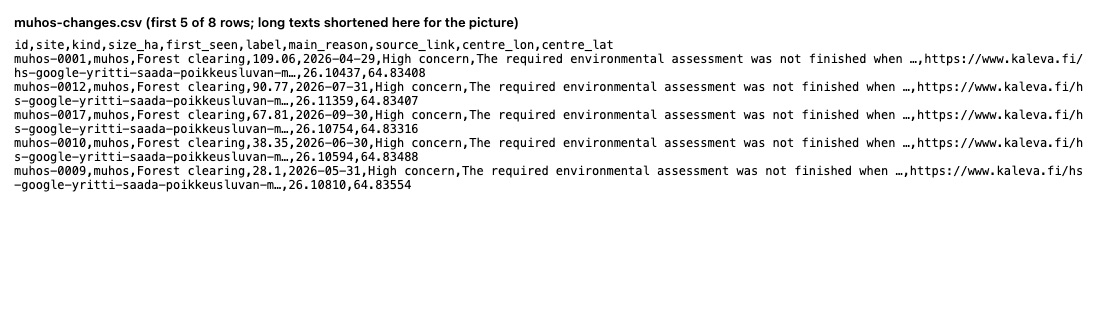 muhos-changes.csv (first 5 of 8 rows; long texts shortened here for the picture)
id,site,kind,size_ha,first_seen,label,main_reason,source_link,centre_lon,centre_lat
muhos-0001,muhos,Forest clearing,109.06,2026-04-29,High concern,The required environmental assessment was not finished when …,https://www.kaleva.fi/
hs-google-yritti-saada-poikkeusluvan-m…,26.10437,64.83408
muhos-0012,muhos,Forest clearing,90.77,2026-07-31,High concern,The required environmental assessment was not finished when …,https://www.kaleva.fi/h
s-google-yritti-saada-poikkeusluvan-m…,26.11359,64.83407
muhos-0017,muhos,Forest clearing,67.81,2026-09-30,High concern,The required environmental assessment was not finished when …,https://www.kaleva.fi/h
s-google-yritti-saada-poikkeusluvan-m…,26.10754,64.83316
muhos-0010,muhos,Forest clearing,38.35,2026-06-30,High concern,The required environmental assessment was not finished when …,https://www.kaleva.fi/h
s-google-yritti-saada-poikkeusluvan-m…,26.10594,64.83488
muhos-0009,muhos,Forest clearing,28.1,2026-05-31,High concern,The required environmental assessment was not finished when …,https://www.kaleva.fi/hs
-google-yritti-saada-poikkeusluvan-m…,26.10810,64.83554